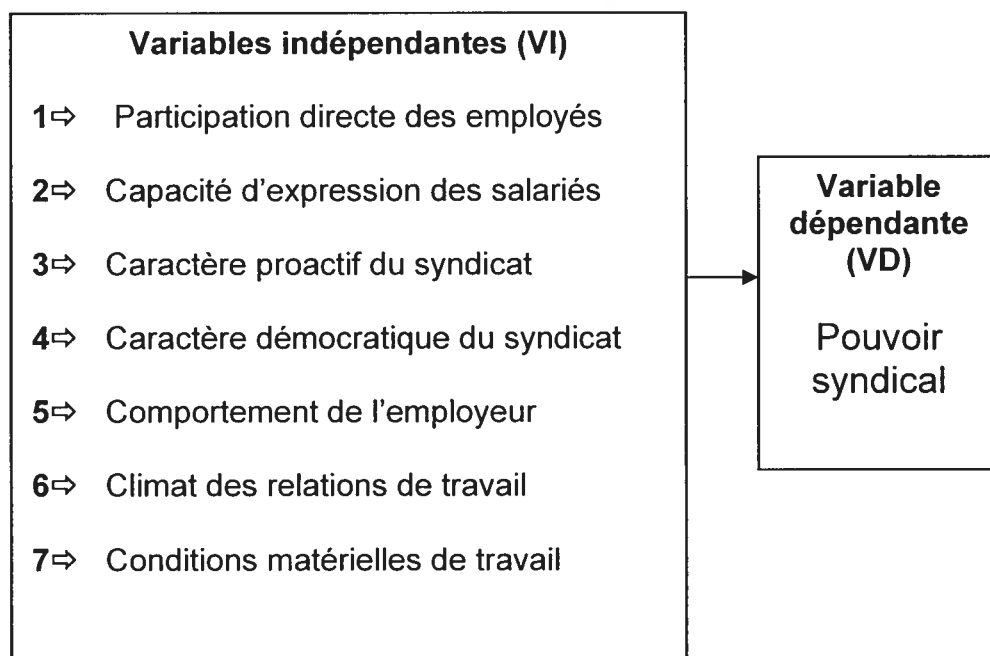 Variables indépendantes (VI)
1⇨ Participation directe des employés
2⇨ Capacité d'expression des salariés
3⇨ Caractère proactif du syndicat
4⇨ Caractère démocratique du syndicat
5⇨ Comportement de l'employeur
6⇨ Climat des relations de travail
7⇨ Conditions matérielles de travail
Variable
dépendante
(VD)
Pouvoir
syndical